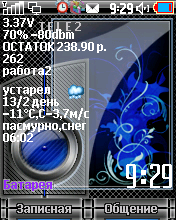 9:29
3.37V
TELE2
70% -80dbm
ОСТАТОК 238.90 р.
262
работа2
устарел
13/2 день
-11°C,С-3,7м/с
пасмурно,снег
06:02
9:29
Батарея
Записная
Общение